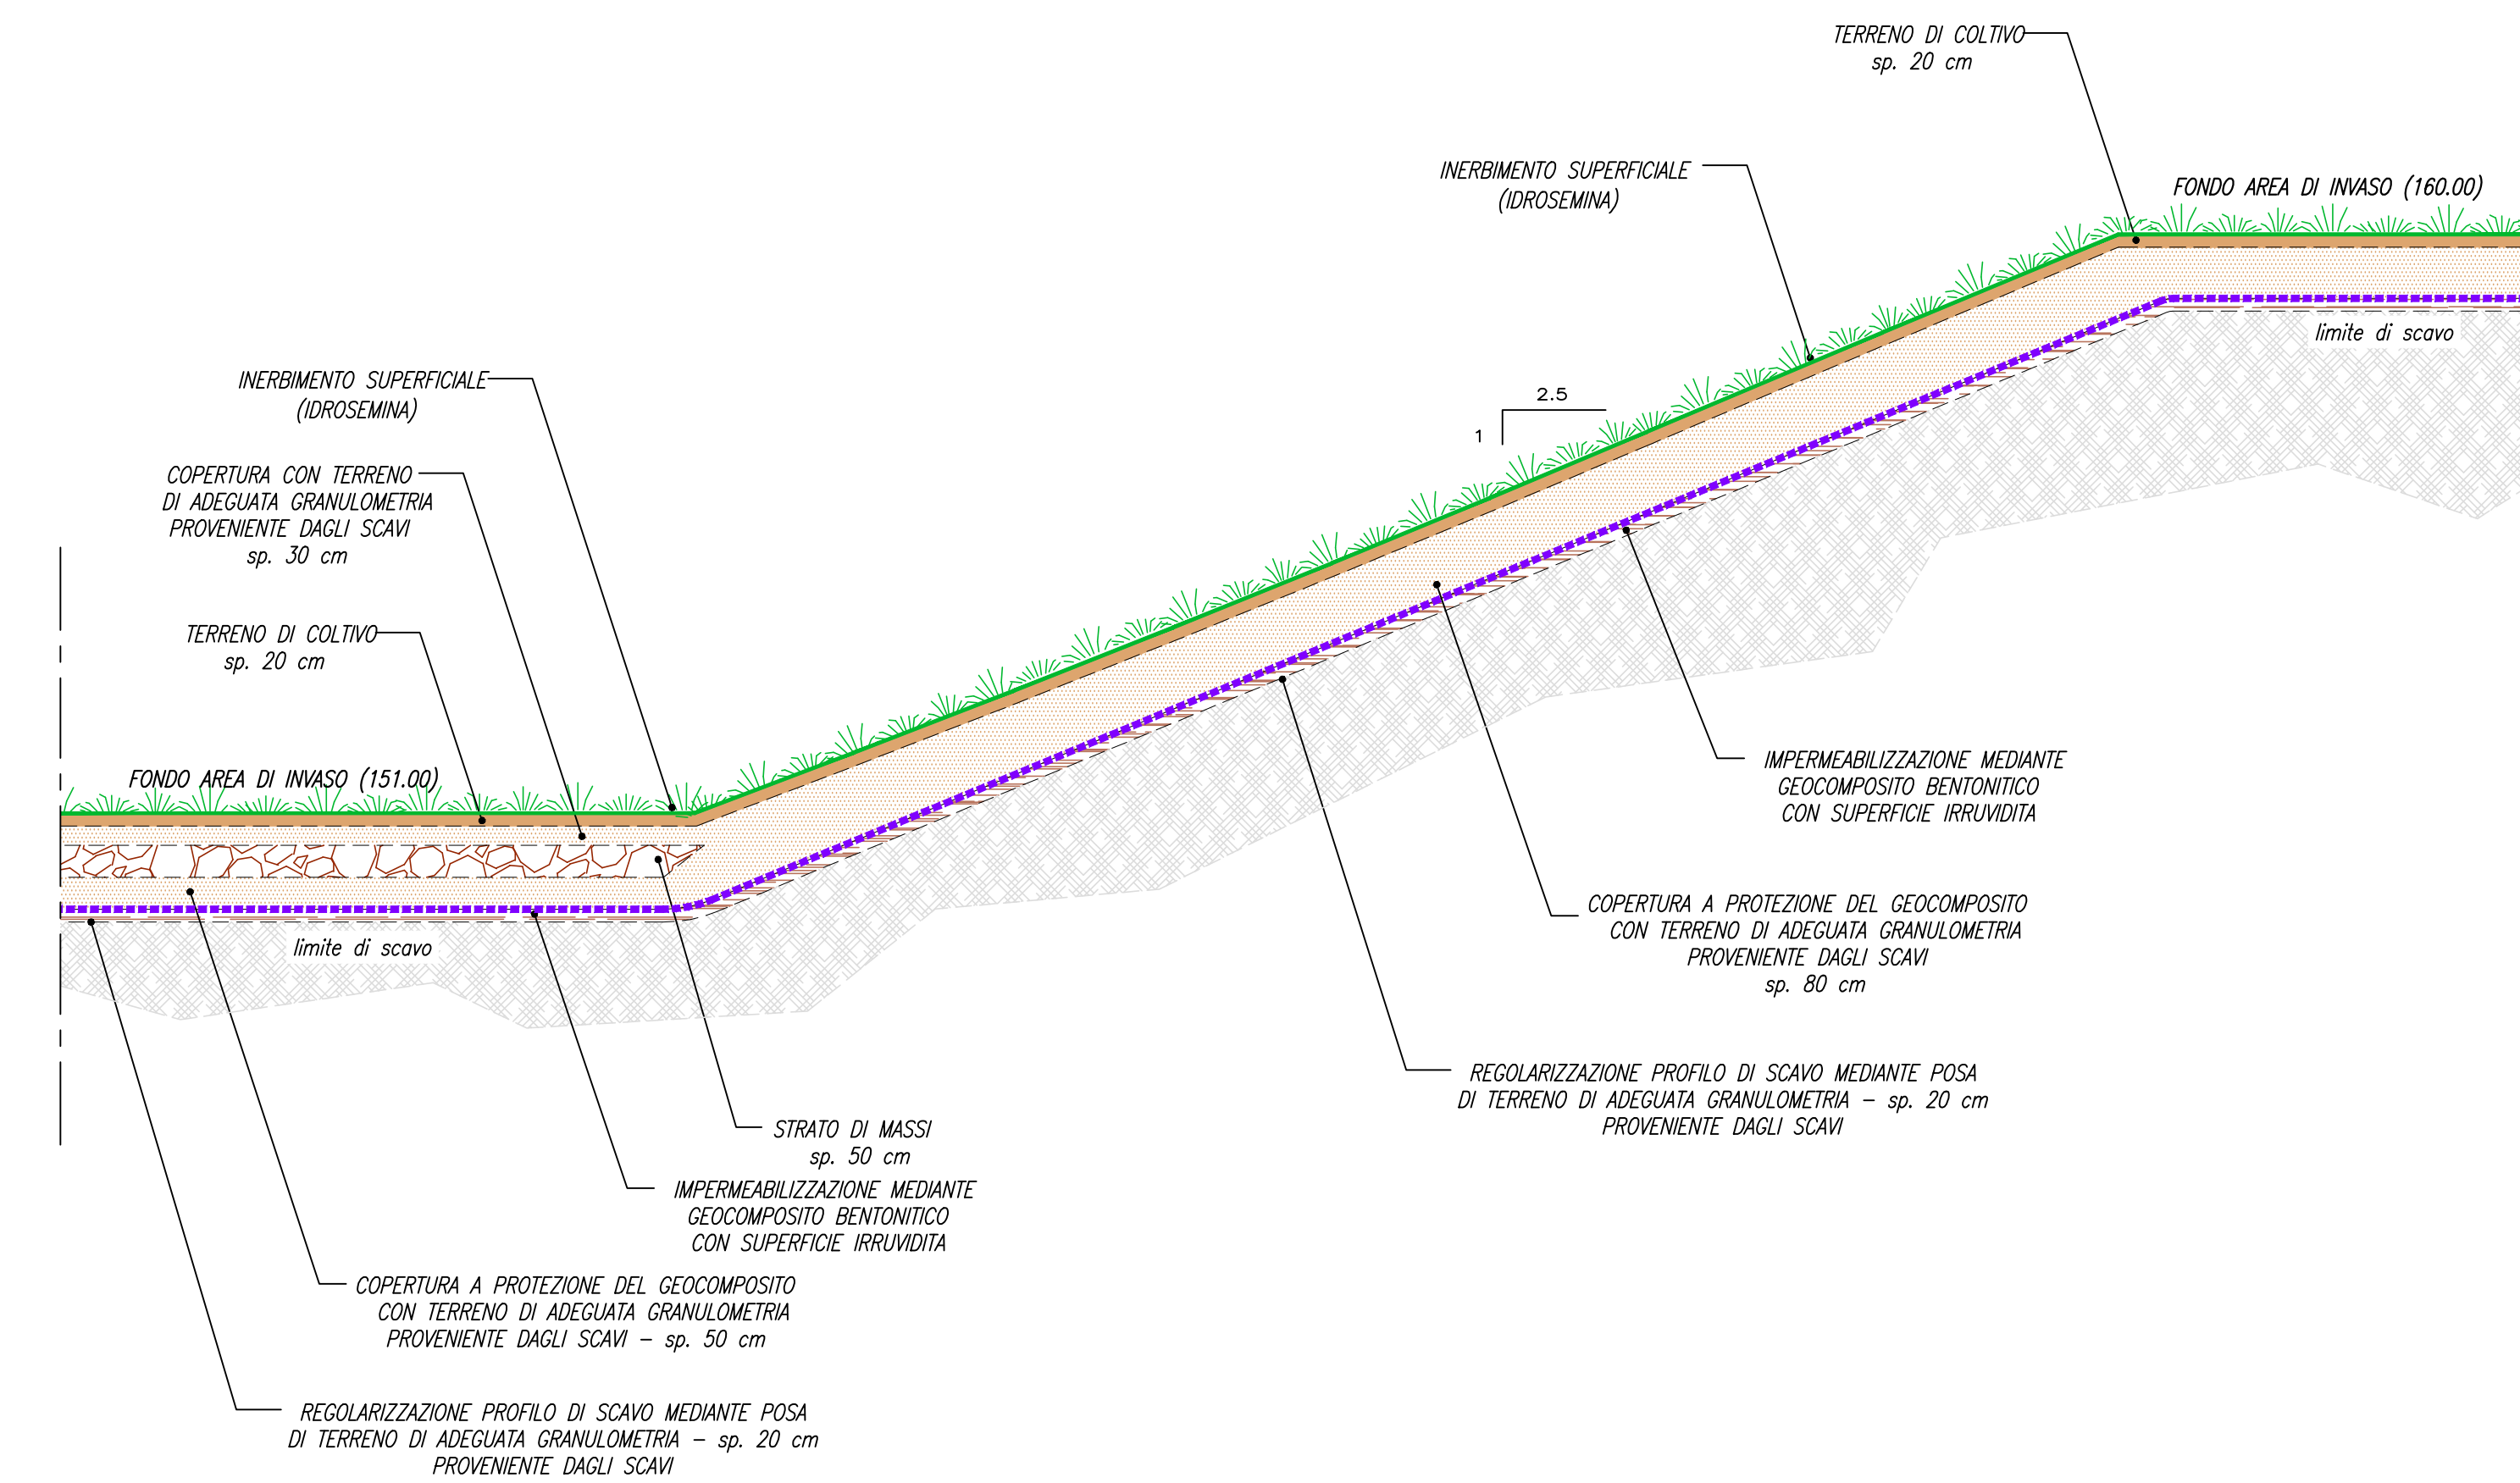 TERRENO DI COLTIVO
sp. 20 cm
INERBIMENTO SUPERFICIALE
(IDROSEMINA)
FONDO AREA DI INVASO (160.00)
limite di scavo
INERBIMENTO SUPERFICIALE
(IDROSEMINA)
2.5
1
COPERTURA CON TERRENO
DI ADEGUATA GRANULOMETRIA
PROVENIENTE DAGLI SCAVI
sp. 30 cm
TERRENO DI COLTIVO
sp. 20 cm
FONDO AREA DI INVASO (151.00)
limite di scavo
IMPERMEABILIZZAZIONE MEDIANTE
GEOCOMPOSITO BENTONITICO
CON SUPERFICIE IRRUVIDITA
COPERTURA A PROTEZIONE DEL GEOCOMPOSITO
CON TERRENO DI ADEGUATA GRANULOMETRIA
PROVENIENTE DAGLI SCAVI
sp. 80 cm
REGOLARIZZAZIONE PROFILO DI SCAVO MEDIANTE POSA
DI TERRENO DI ADEGUATA GRANULOMETRIA – sp. 20 cm
PROVENIENTE DAGLI SCAVI
STRATO DI MASSI
sp. 50 cm
IMPERMEABILIZZAZIONE MEDIANTE
GEOCOMPOSITO BENTONITICO
CON SUPERFICIE IRRUVIDITA
COPERTURA A PROTEZIONE DEL GEOCOMPOSITO
CON TERRENO DI ADEGUATA GRANULOMETRIA
PROVENIENTE DAGLI SCAVI – sp. 50 cm
REGOLARIZZAZIONE PROFILO DI SCAVO MEDIANTE POSA
DI TERRENO DI ADEGUATA GRANULOMETRIA – sp. 20 cm
PROVENIENTE DAGLI SCAVI